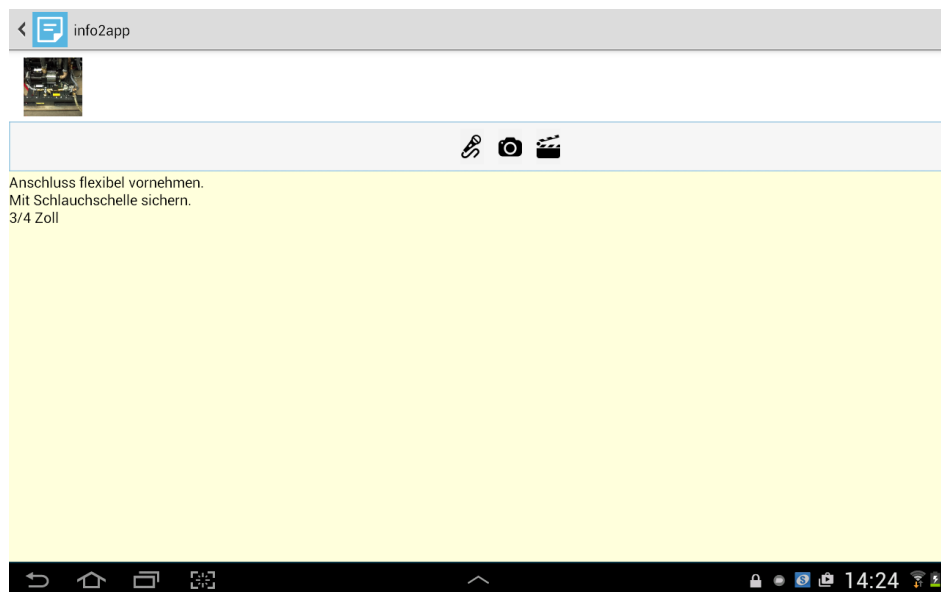 info2app
Anschluss flexibel vornehmen.
Mit Schlauchschelle sichern.
3/4 Zoll
14:24